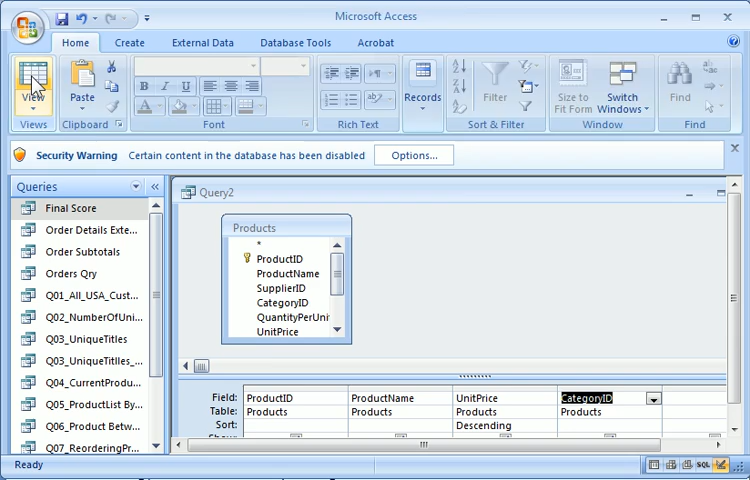 Microsoft Access
Home Create External Data Database Tools Acrobat
View Paste B I U Records Filter Size to Fit Form Switch Windows Find
Views Clipboard Font Rich Text Sort & Filter Window Find
Security Warning Certain content in the database has been disabled Options...
Queries
Final Score
Order Details Exte...
Order Subtotals
Orders Qry
Q01_All_USA_Cust...
Q02_NumberOfUni...
Q03_UniqueTitles
Q03_UniqueTitlles_...
Q04_CurrentProdu...
Q05_ProductList By...
Q06_Product Betw...
Q07_ReorderingPr...
Query2
Products
*
ProductID
ProductName
SupplierID
CategoryID
QuantityPerUni
UnitPrice
Field: ProductID ProductName UnitPrice CategoryID
Table: Products Products Products Products
Sort: Descending
Ready SQL